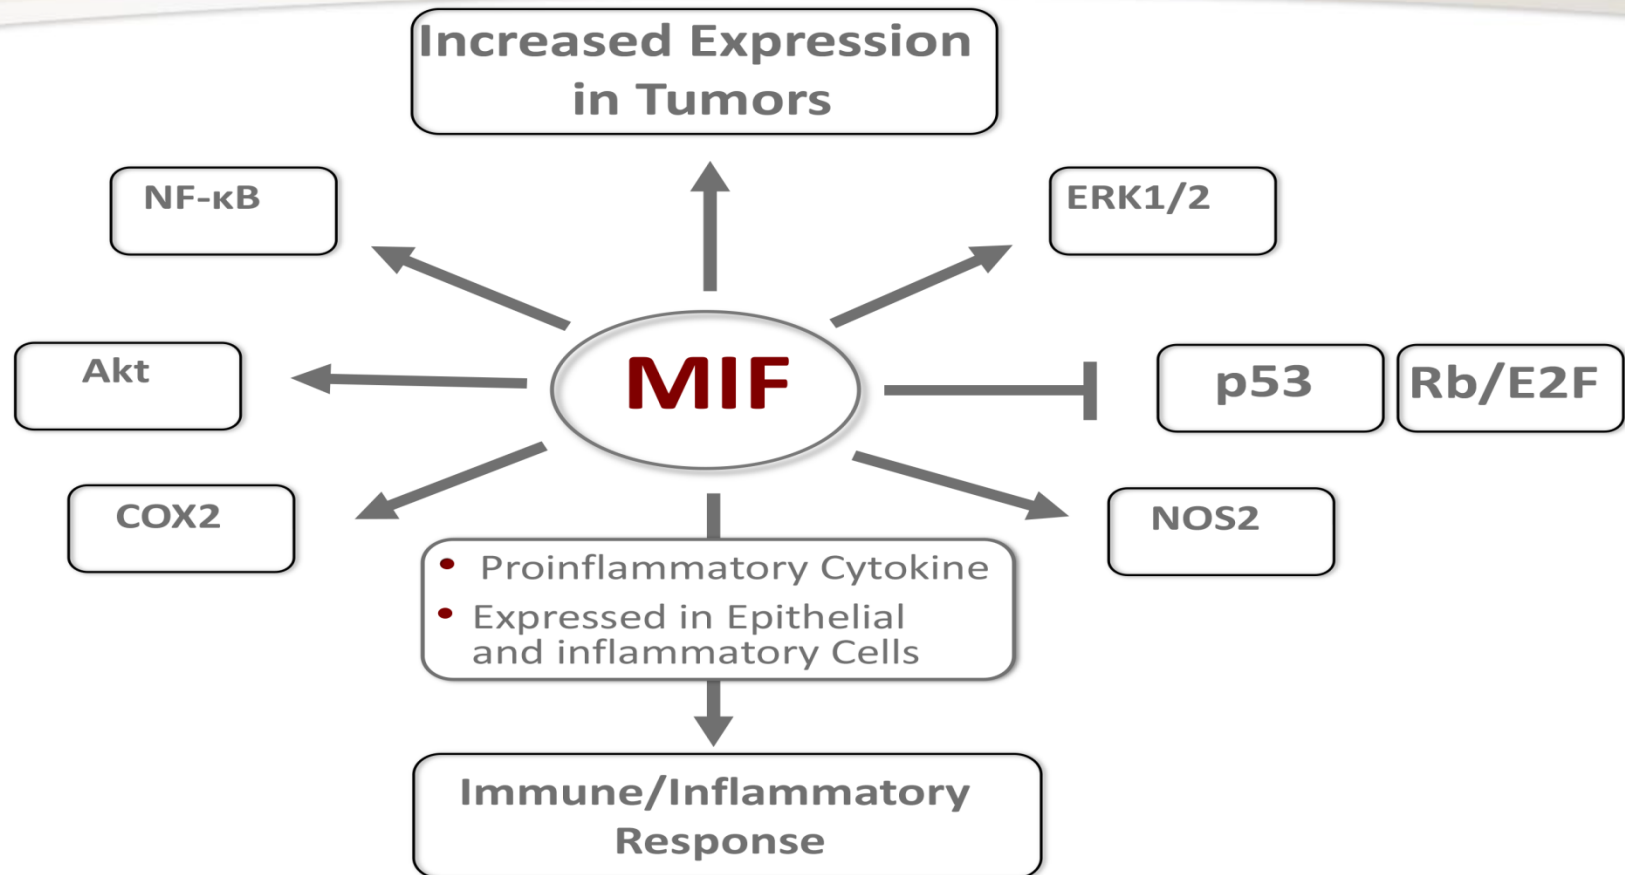 Increased Expression
in Tumors
NF-κB
ERK1/2
Akt
MIF
p53
Rb/E2F
COX2
NOS2
• Proinflammatory Cytokine
• Expressed in Epithelial
and inflammatory Cells
Immune/Inflammatory
Response